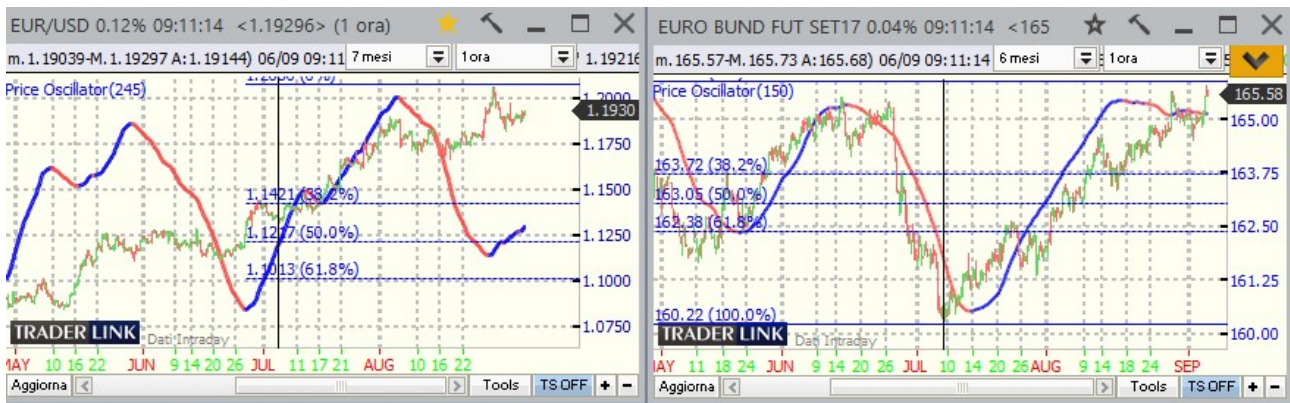 EUR/USD 0.12% 09:11:14 <1.19296> (1 ora)
m. 1.19039-M. 1.19297 A: 1.19144) 06/09 09:11 7 mesi 1ora 1.19216
Price Oscillator(245)
1.2000
1.1930
1.1750
1.1500
1.1421 (38.2%)
1.1250
1.1217 (50.0%)
1.1013 (61.8%)
1.1000
1.0750
TRADER LINK Dati Intraday
MAY 10 16 22 JUN 9 14 20 26 JUL 11 17 21 AUG 10 16 22
Aggiorna Tools TS OFF + -
EURO BUND FUT SET17 0.04% 09:11:14 <165
m. 165.57-M. 165.73 A: 165.68) 06/09 09:11:14 6 mesi 1ora
Price Oscillator(150)
165.58
165.00
163.72 (38.2%)
163.75
163.05 (50.0%)
162.50
162.38 (61.8%)
161.25
160.22 (100.0%)
160.00
TRADER LINK Dati Intraday
11 18 24 JUN 9 14 20 26 JUL 10 14 20 26 AUG 9 14 18 24 SEP
Aggiorna Tools TS OFF + -